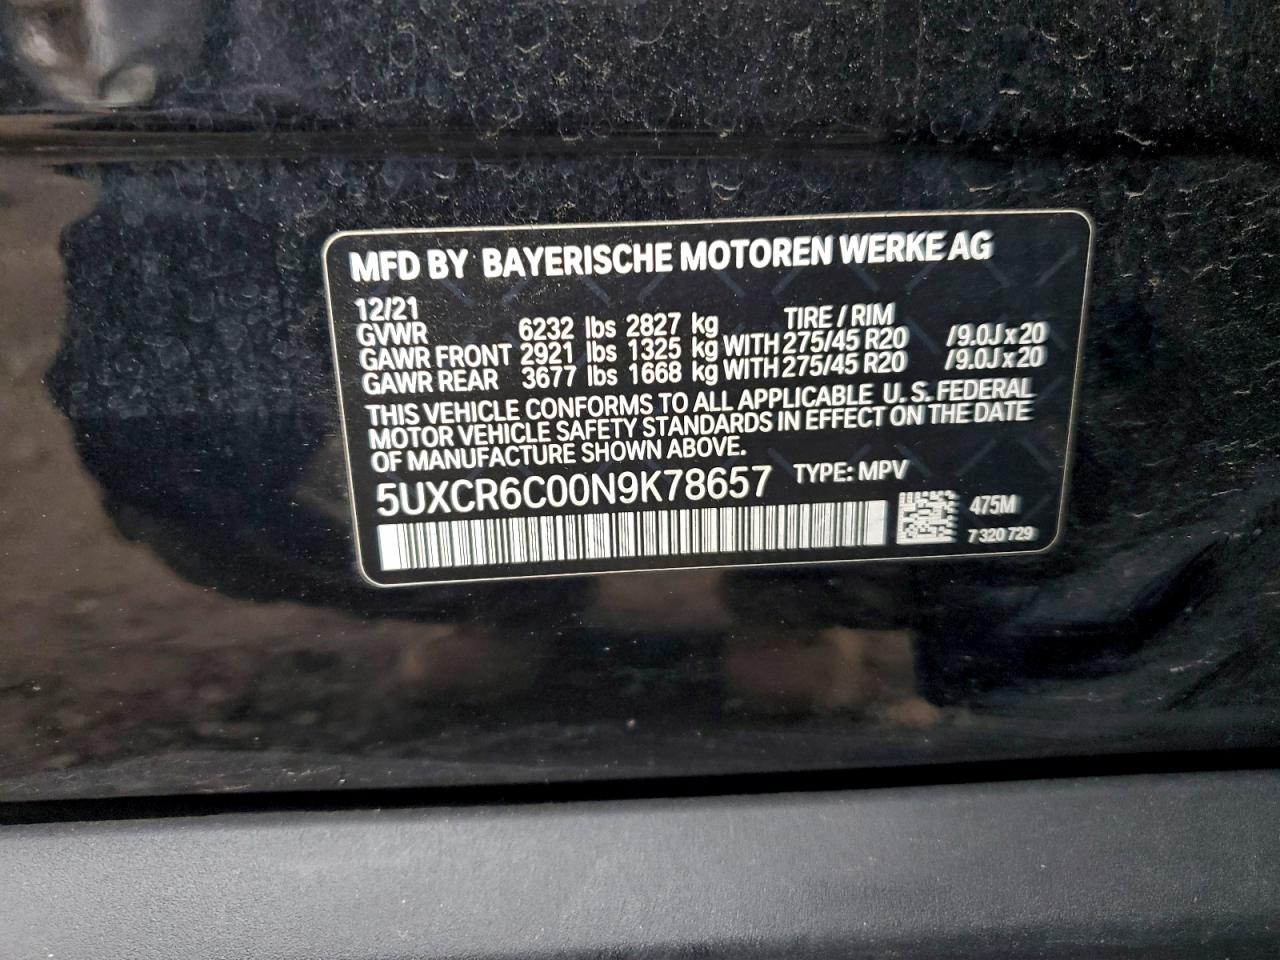 MFD BY BAYERISCHE MOTOREN WERKE AG
12/21
TIRE / RIM
GVWR 6232 lbs 2827 kg
GAWR FRONT 2921 lbs 1325 kg WITH 275/45 R20 /9.0J x 20
GAWR REAR 3677 lbs 1668 kg WITH 275/45 R20 /9.0J x 20
THIS VEHICLE CONFORMS TO ALL APPLICABLE U.S. FEDERAL
MOTOR VEHICLE SAFETY STANDARDS IN EFFECT ON THE DATE
OF MANUFACTURE SHOWN ABOVE.
5UXCR6C00N9K78657 TYPE: MPV
475M
7 320 729